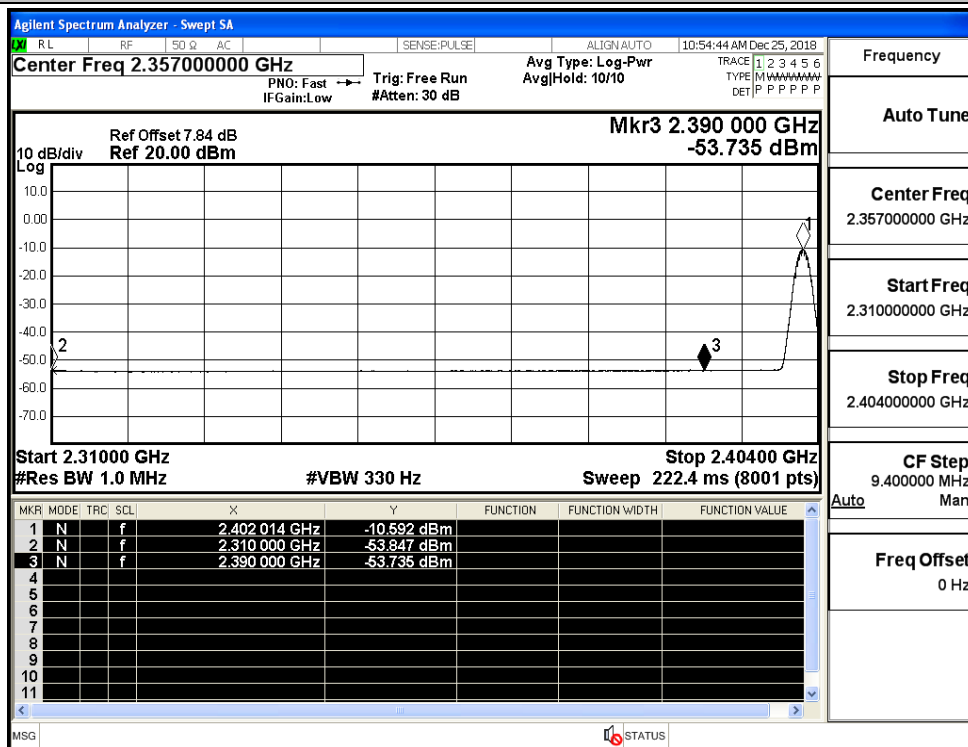 Agilent Spectrum Analyzer - Swept SA
LXI RL RF 50 Ω AC SENSE:PULSE ALIGN AUTO 10:54:44 AM Dec 25, 2018
Center Freq 2.357000000 GHz
PNO: Fast
IFGain:Low
Trig: Free Run
#Atten: 30 dB
Avg Type: Log-Pwr
Avg|Hold: 10/10
TRACE 1 2 3 4 5 6
TYPE M WWWWW
DET P P P P P P
Ref Offset 7.84 dB
10 dB/div Ref 20.00 dBm
Log
Mkr3 2.390 000 GHz
-53.735 dBm
10.0
0.00
-10.0
-20.0
-30.0
-40.0
-50.0
-60.0
-70.0
1
2
3
Start 2.31000 GHz Stop 2.40400 GHz
#Res BW 1.0 MHz #VBW 330 Hz Sweep 222.4 ms (8001 pts)
MKR MODE TRC SCL X Y FUNCTION FUNCTION WIDTH FUNCTION VALUE
1 N f 2.402 014 GHz -10.592 dBm
2 N f 2.310 000 GHz -53.847 dBm
3 N f 2.390 000 GHz -53.735 dBm
4
5
6
7
8
9
10
11
MSG STATUS
Frequency
Auto Tune
Center Freq
2.357000000 GHz
Start Freq
2.310000000 GHz
Stop Freq
2.404000000 GHz
CF Step
9.400000 MHz
Auto Man
Freq Offset
0 Hz